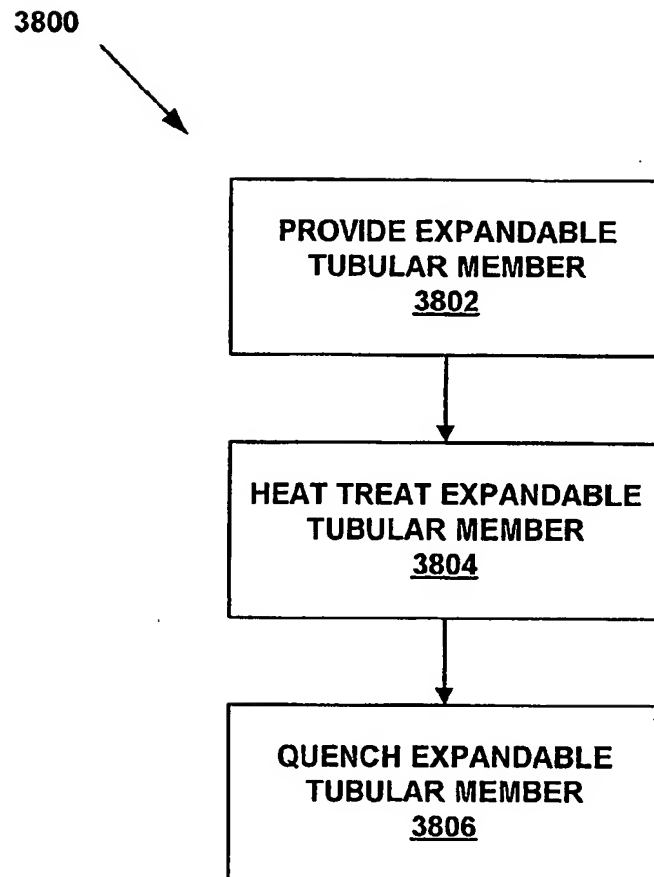 3800
PROVIDE EXPANDABLE
TUBULAR MEMBER
3802
HEAT TREAT EXPANDABLE
TUBULAR MEMBER
3804
QUENCH EXPANDABLE
TUBULAR MEMBER
3806